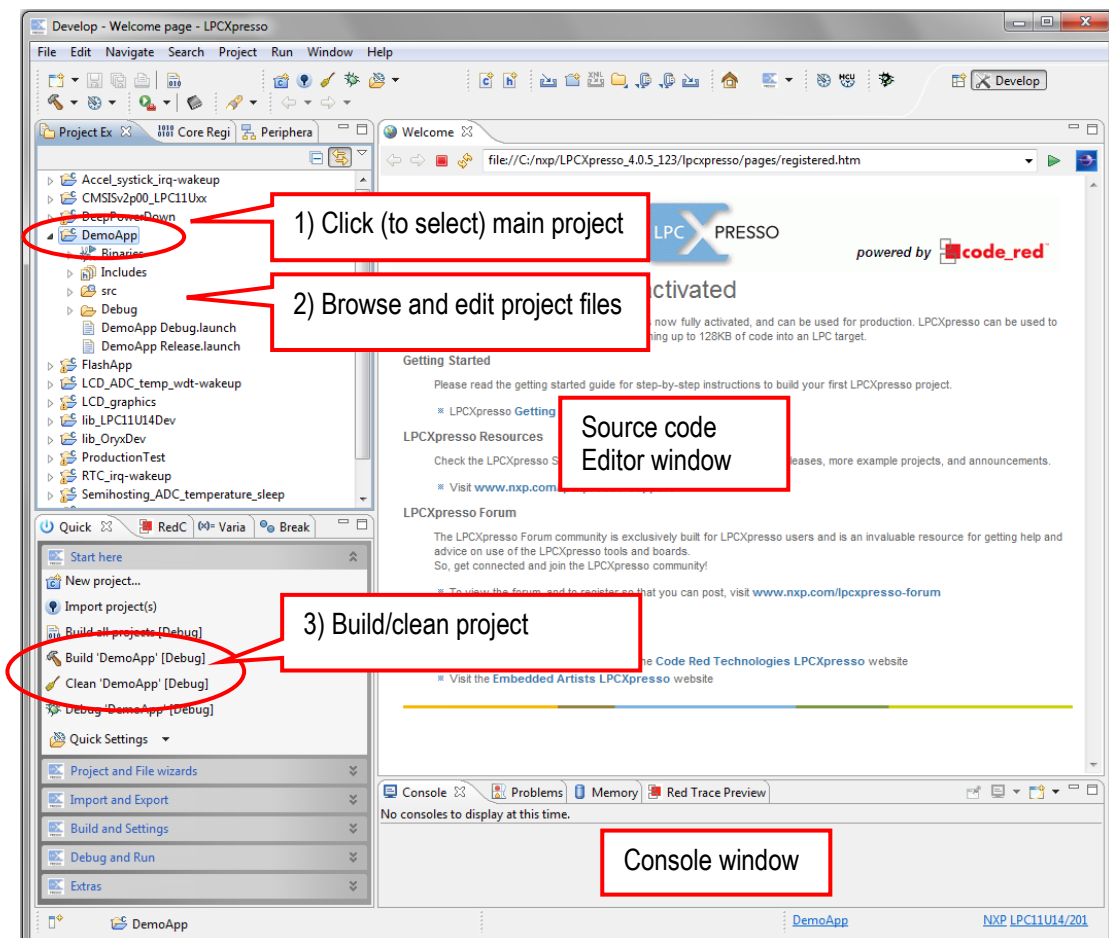 Develop - Welcome page - LPCXpresso
File Edit Navigate Search Project Run Window Help
Develop
Project Ex
Core Regi
Periphera
Accel_systick_irq-wakeup
CMSISv2p00_LPC11Uxx
DeepPowerDown
DemoApp
Binaries
Includes
src
Debug
DemoApp Debug.launch
DemoApp Release.launch
FlashApp
LCD_ADC_temp_wdt-wakeup
LCD_graphics
lib_LPC11U14Dev
lib_OryxDev
ProductionTest
RTC_irq-wakeup
Semihosting_ADC_temperature_sleep
1) Click (to select) main project
2) Browse and edit project files
Welcome
file://C:/nxp/LPCXpresso_4.0.5_123/lpcxpresso/pages/registered.htm
LPC XPRESSO
powered by code_red
ctivated
now fully activated, and can be used for production. LPCXpresso can be used to
ning up to 128KB of code into an LPC target.
Getting Started
Please read the getting started guide for step-by-step instructions to build your first LPCXpresso project.
LPCXpresso Getting
LPCXpresso Resources
Check the LPCXpresso S
eases, more example projects, and announcements.
Visit www.nxp.com
Source code
Editor window
LPCXpresso Forum
The LPCXpresso Forum community is exclusively built for LPCXpresso users and is an invaluable resource for getting help and
advice on use of the LPCXpresso tools and boards.
So, get connected and join the LPCXpresso community!
To view the forum, and to register so that you can post, visit www.nxp.com/lpcxpresso-forum
Code Red Technologies LPCXpresso website
Visit the Embedded Artists LPCXpresso website
Quick
RedC
(x)= Varia
Break
Start here
New project...
Import project(s)
Build all projects [Debug]
Build 'DemoApp' [Debug]
Clean 'DemoApp' [Debug]
Debug 'DemoApp' [Debug]
Quick Settings
3) Build/clean project
Project and File wizards
Import and Export
Build and Settings
Debug and Run
Extras
Console
Problems
Memory
Red Trace Preview
No consoles to display at this time.
Console window
DemoApp
DemoApp
NXP LPC11U14/201